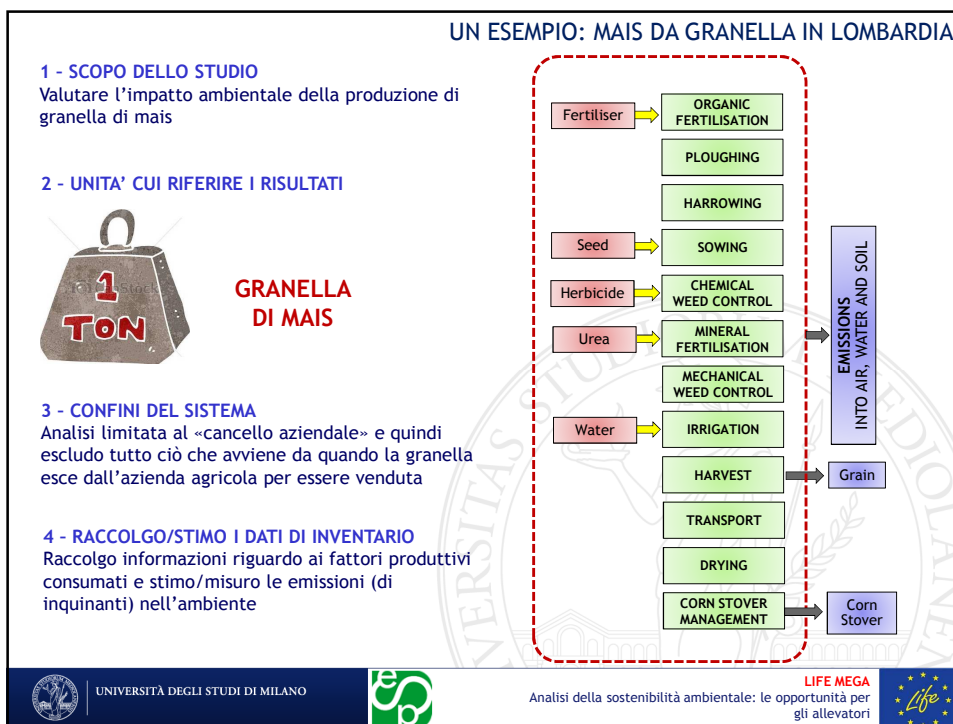 UN ESEMPIO: MAIS DA GRANELLA IN LOMBARDIA
1 - SCOPO DELLO STUDIO
Valutare l'impatto ambientale della produzione di
granella di mais
2 - UNITA' CUI RIFERIRE I RISULTATI
1
TON
GRANELLA
DI MAIS
3 - CONFINI DEL SISTEMA
Analisi limitata al «cancello aziendale» e quindi
escludo tutto ciò che avviene da quando la granella
esce dall'azienda agricola per essere venduta
4 - RACCOLGO/STIMO I DATI DI INVENTARIO
Raccolgo informazioni riguardo ai fattori produttivi
consumati e stimo/misuro le emissioni (di
inquinanti) nell'ambiente
Fertiliser
ORGANIC
FERTILISATION
PLOUGHING
HARROWING
Seed
SOWING
Herbicide
CHEMICAL
WEED CONTROL
Urea
MINERAL
FERTILISATION
MECHANICAL
WEED CONTROL
Water
IRRIGATION
HARVEST
TRANSPORT
DRYING
CORN STOVER
MANAGEMENT
EMISSIONS
INTO AIR, WATER AND SOIL
Grain
Corn
Stover
UNIVERSITÀ DEGLI STUDI DI MILANO
esp
LIFE MEGA
Analisi della sostenibilità ambientale: le opportunità per
gli allevatori
Life